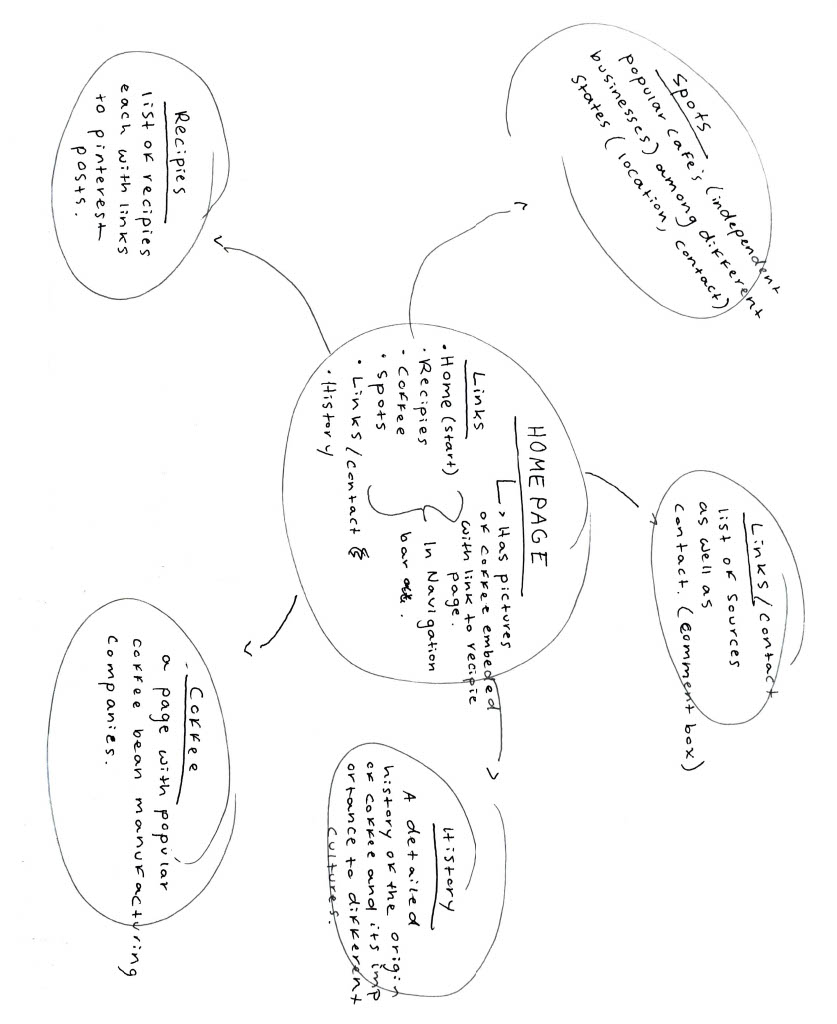 HOMEPAGE
↳ Has pictures
of coffee embedded
with link to recipie
page.
Links
• Home (start)
• Recipies
• Coffee
• Spots
• Links/contact
• History
In Navigation
bar
Spots
popular cafe's (independent
businesses) among different
states (location, contact)
Links/contact
list of sources
as well as
contact. (comment box)
Recipies
list of recipies
each with links
to pinterest
posts.
History
A detailed
history of the origin
of coffee and its imp
ortance to different
cultures.
Coffee
a page with popular
coffee bean manufacturing
companies.